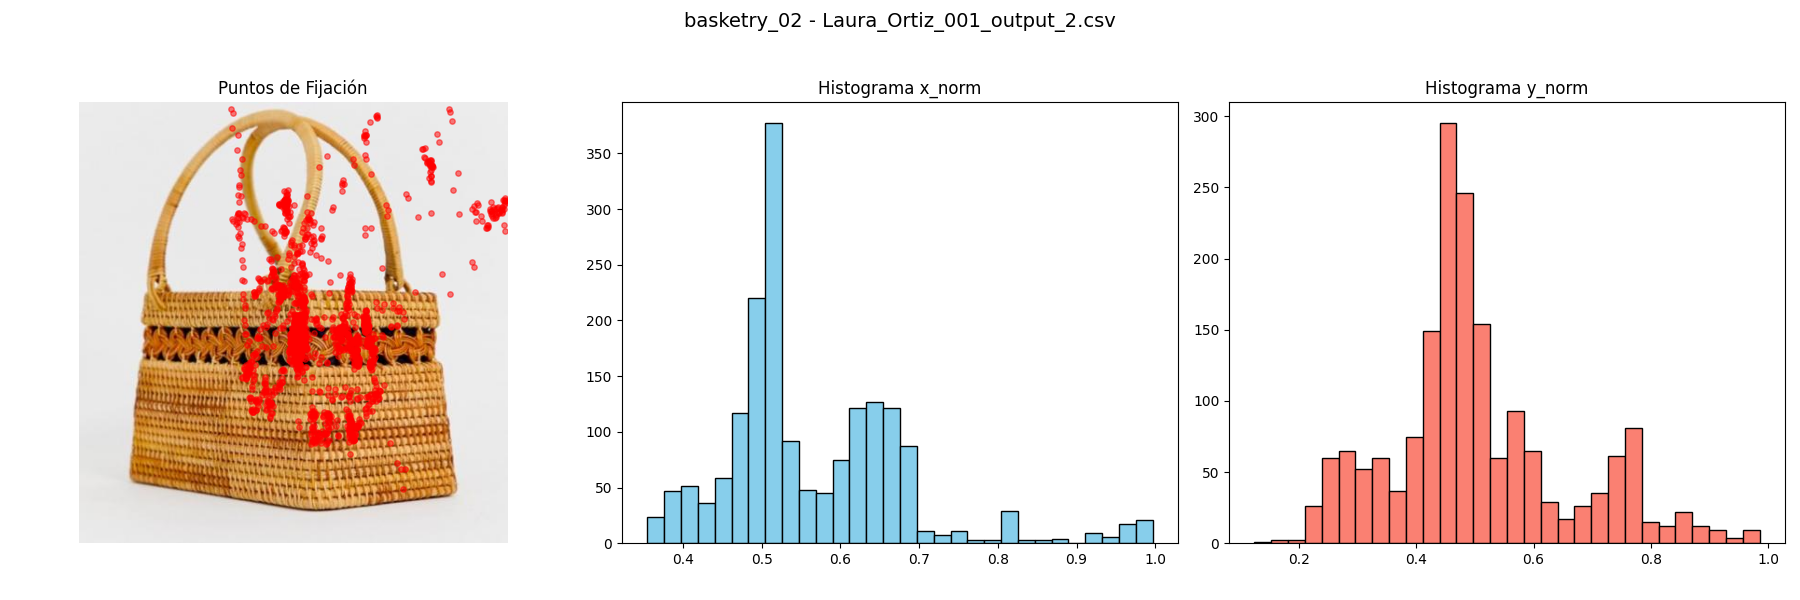 basketry_02 - Laura_Ortiz_001_output_2.csv
Puntos de Fijación
Histograma x_norm
Histograma y_norm
350
300
250
200
150
100
50
0
0.4 0.5 0.6 0.7 0.8 0.9 1.0
300
250
200
150
100
50
0
0.2 0.4 0.6 0.8 1.0